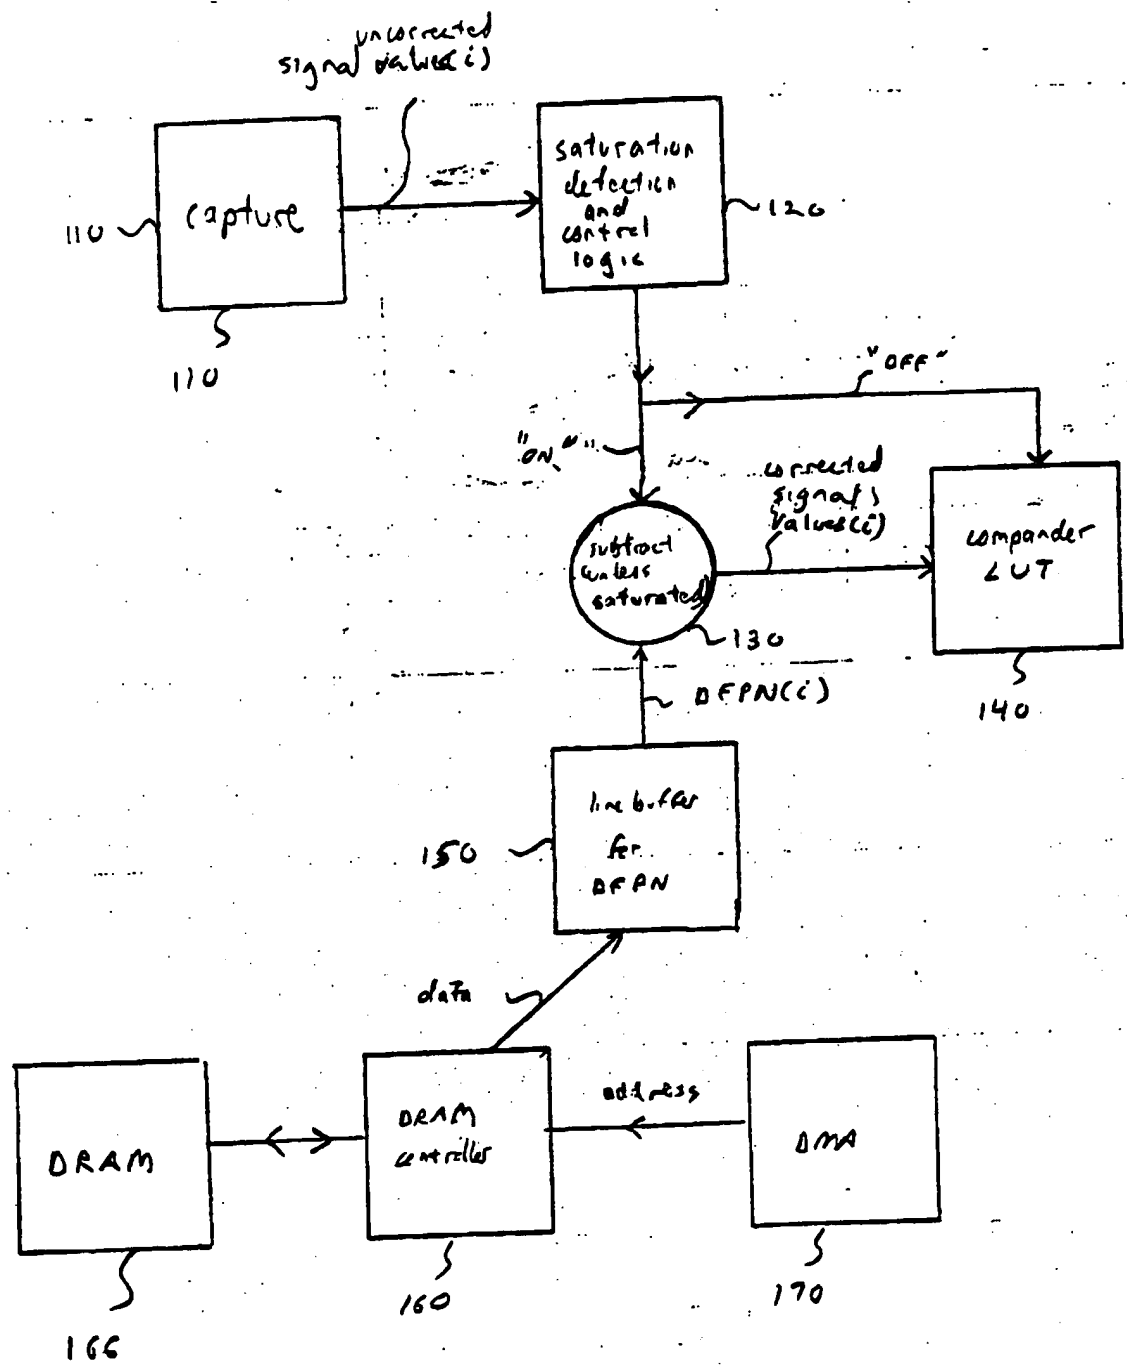 uncorrected
signal values(i)
capture
110
110
saturation
detection
and
control
logic
120
"OFF"
"ON"
corrected
signal
values(i)
subtract
unless
saturated
130
compander
LUT
140
DFPN(i)
line buffer
for
DFPN
150
data
DRAM
166
DRAM
controller
160
address
DMA
170